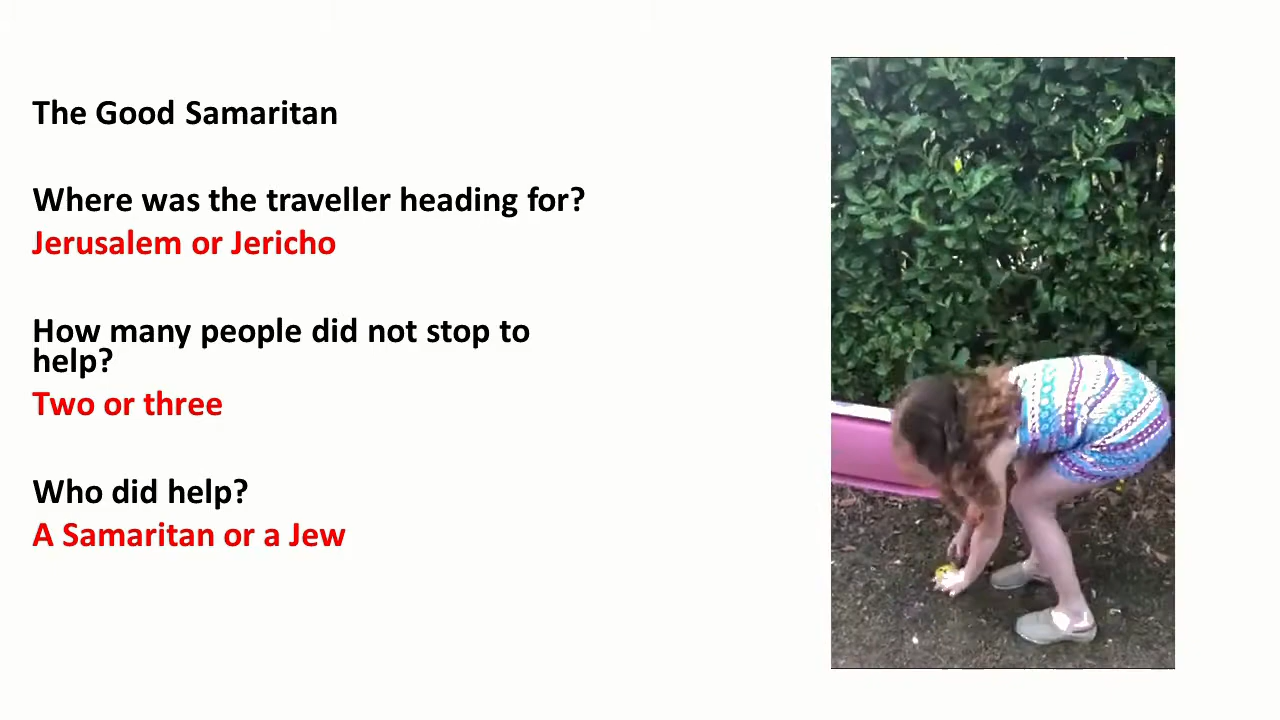 The Good Samaritan
Where was the traveller heading for?
Jerusalem or Jericho
How many people did not stop to
help?
Two or three
Who did help?
A Samaritan or a Jew